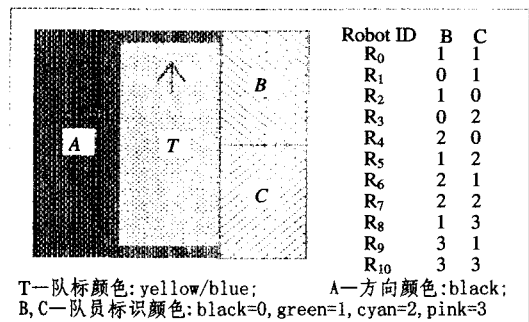 Robot ID B C
R0 1 1
R1 0 1
R2 1 0
R3 0 2
R4 2 0
R5 1 2
R6 2 1
R7 2 2
R8 1 3
R9 3 1
R10 3 3
A
T
B
C
T—队标颜色:yellow/blue; A—方向颜色:black;
B,C—队员标识颜色:black=0,green=1,cyan=2,pink=3